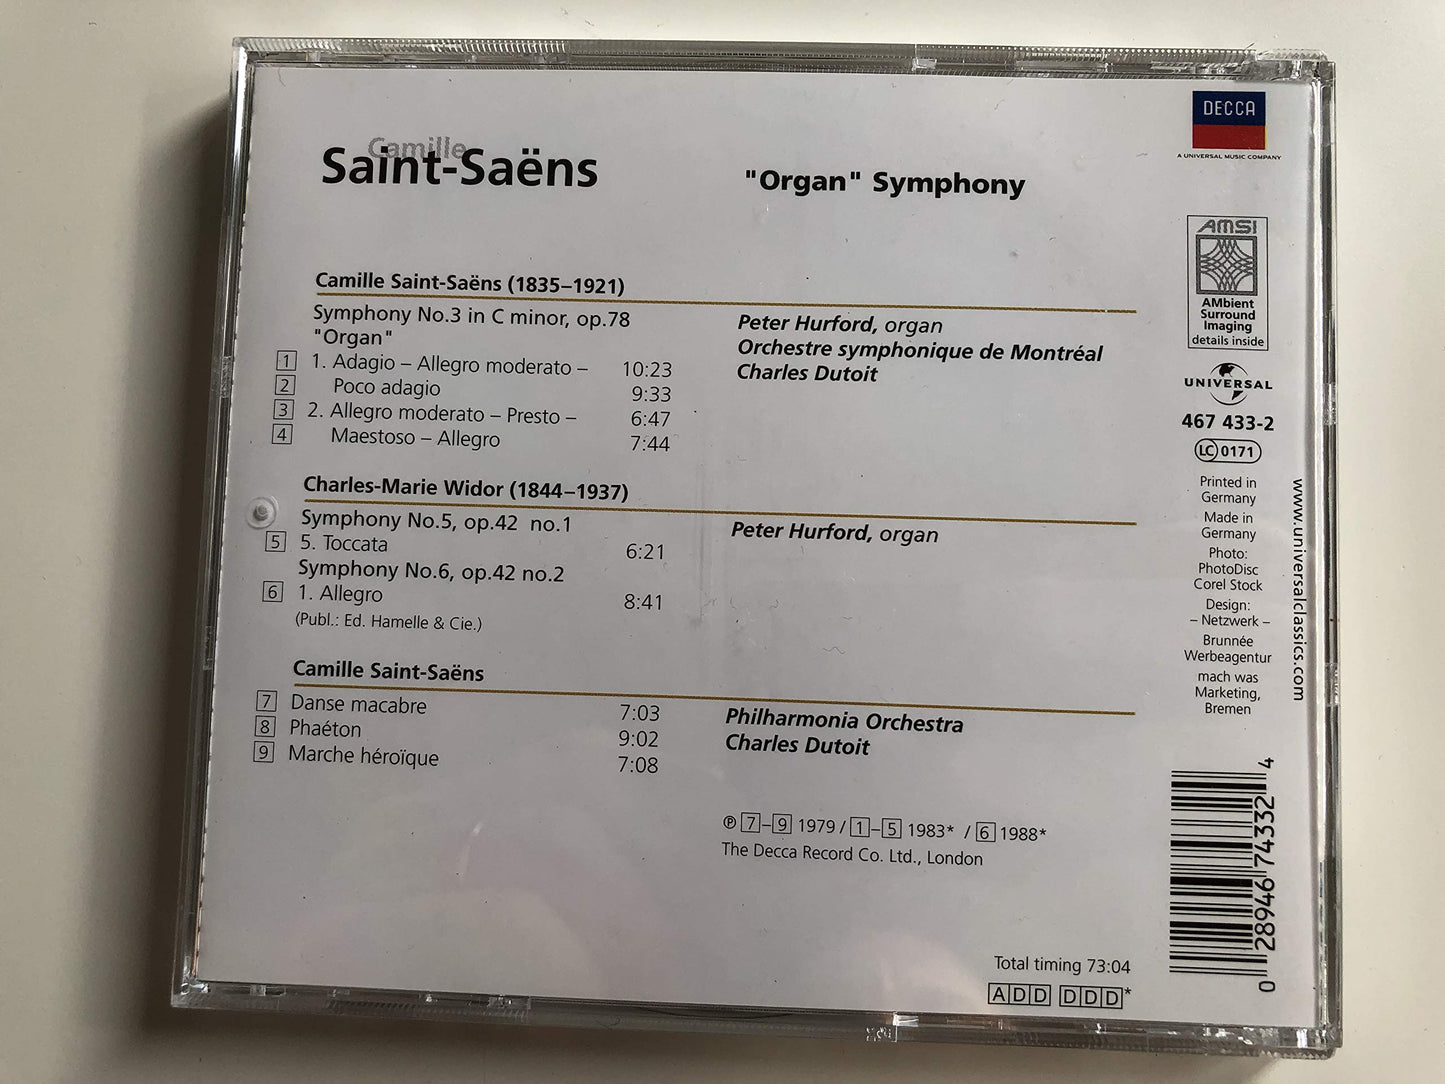 Camille
Saint-Saëns
"Organ" Symphony
Camille Saint-Saëns (1835–1921)
Symphony No.3 in C minor, op.78
"Organ"
1 1. Adagio – Allegro moderato – 10:23
2 Poco adagio 9:33
3 2. Allegro moderato – Presto – 6:47
4 Maestoso – Allegro 7:44
Peter Hurford, organ
Orchestre symphonique de Montréal
Charles Dutoit
Charles-Marie Widor (1844–1937)
Symphony No.5, op.42 no.1
5 5. Toccata 6:21
Symphony No.6, op.42 no.2
6 1. Allegro 8:41
(Publ.: Ed. Hamelle & Cie.)
Peter Hurford, organ
Camille Saint-Saëns
7 Danse macabre 7:03
8 Phaéton 9:02
9 Marche héroïque 7:08
Philharmonia Orchestra
Charles Dutoit
℗ 7–9 1979 / 1–5 1983* / 6 1988*
The Decca Record Co. Ltd., London
Total timing 73:04
ADD DDD*
DECCA
A UNIVERSAL MUSIC COMPANY
AMSI
AMbient
Surround
Imaging
details inside
UNIVERSAL
467 433-2
LC 0171
Printed in
Germany
Made in
Germany
Photo:
PhotoDisc
Corel Stock
Design:
– Netzwerk –
Brunnée
Werbeagentur
mach was
Marketing,
Bremen
www.universalclassics.com
0 28946 74332 4